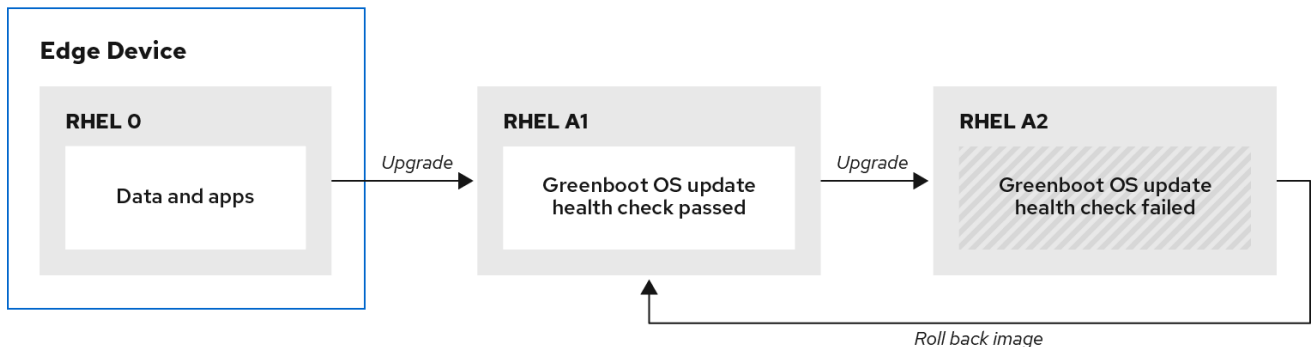 Edge Device
RHEL 0
Data and apps
Upgrade
RHEL A1
Greenboot OS update
health check passed
Upgrade
RHEL A2
Greenboot OS update
health check failed
Roll back image